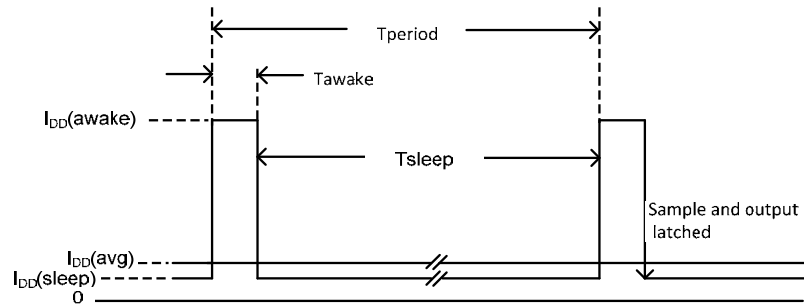 Tperiod
Tawake
IDD(awake)
Tsleep
Sample and output
latched
IDD(avg)
IDD(sleep)
0